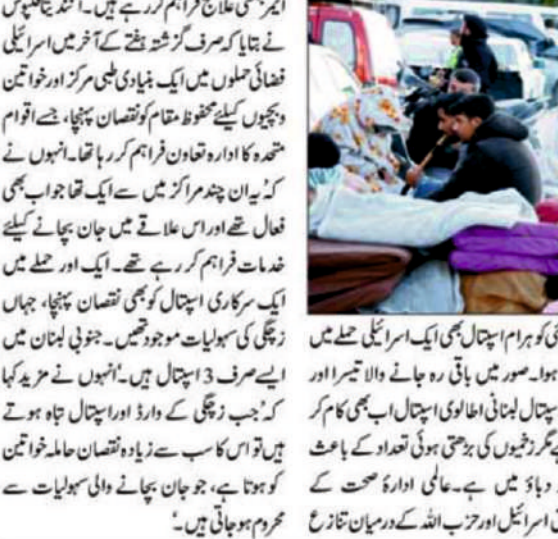 کو ہرام اسپتال بھی ایک اسرائیلی حملے میں
ہوا۔ صور میں باقی رہ جانے والا تیسرا اور
لبنانی اطالوی اسپتال اب بھی کام کر
مگر زخمیوں کی بڑھتی ہوئی تعداد کے باعث
دباؤ میں ہے۔ عالمی ادارۂ صحت کے
اسرائیل اور حزب اللہ کے درمیان تنازع
ایمرجنسی علاج فراہم کر رہے ہیں۔
نے بتایا کہ صرف گزشتہ ہفتے کے آخر میں اسرائیلی
فضائی حملوں میں ایک بنیادی طبی مرکز اور خواتین
و بچیوں کیلئے محفوظ مقام کو نقصان پہنچا، جسے اقوام
متحدہ کا ادارہ تعاون فراہم کر رہا تھا۔ انہوں نے
کہ’ یہ ان چند مراکز میں سے ایک تھا جو اب بھی
فعال تھے اور اس علاقے میں جان بچانے کیلئے
خدمات فراہم کر رہے تھے۔ ایک اور حملے میں
ایک سرکاری اسپتال کو بھی نقصان پہنچا، جہاں
زچگی کی سہولیات موجود تھیں۔ جنوبی لبنان میں
ایسے صرف 3 اسپتال ہیں۔‘ انہوں نے مزید کہا
کہ’ جب زچگی کے وارڈ اور اسپتال تباہ ہوتے
ہیں تو اس کا سب سے زیادہ نقصان حاملہ خواتین
کو ہوتا ہے، جو جان بچانے والی سہولیات سے
محروم ہو جاتی ہیں۔‘